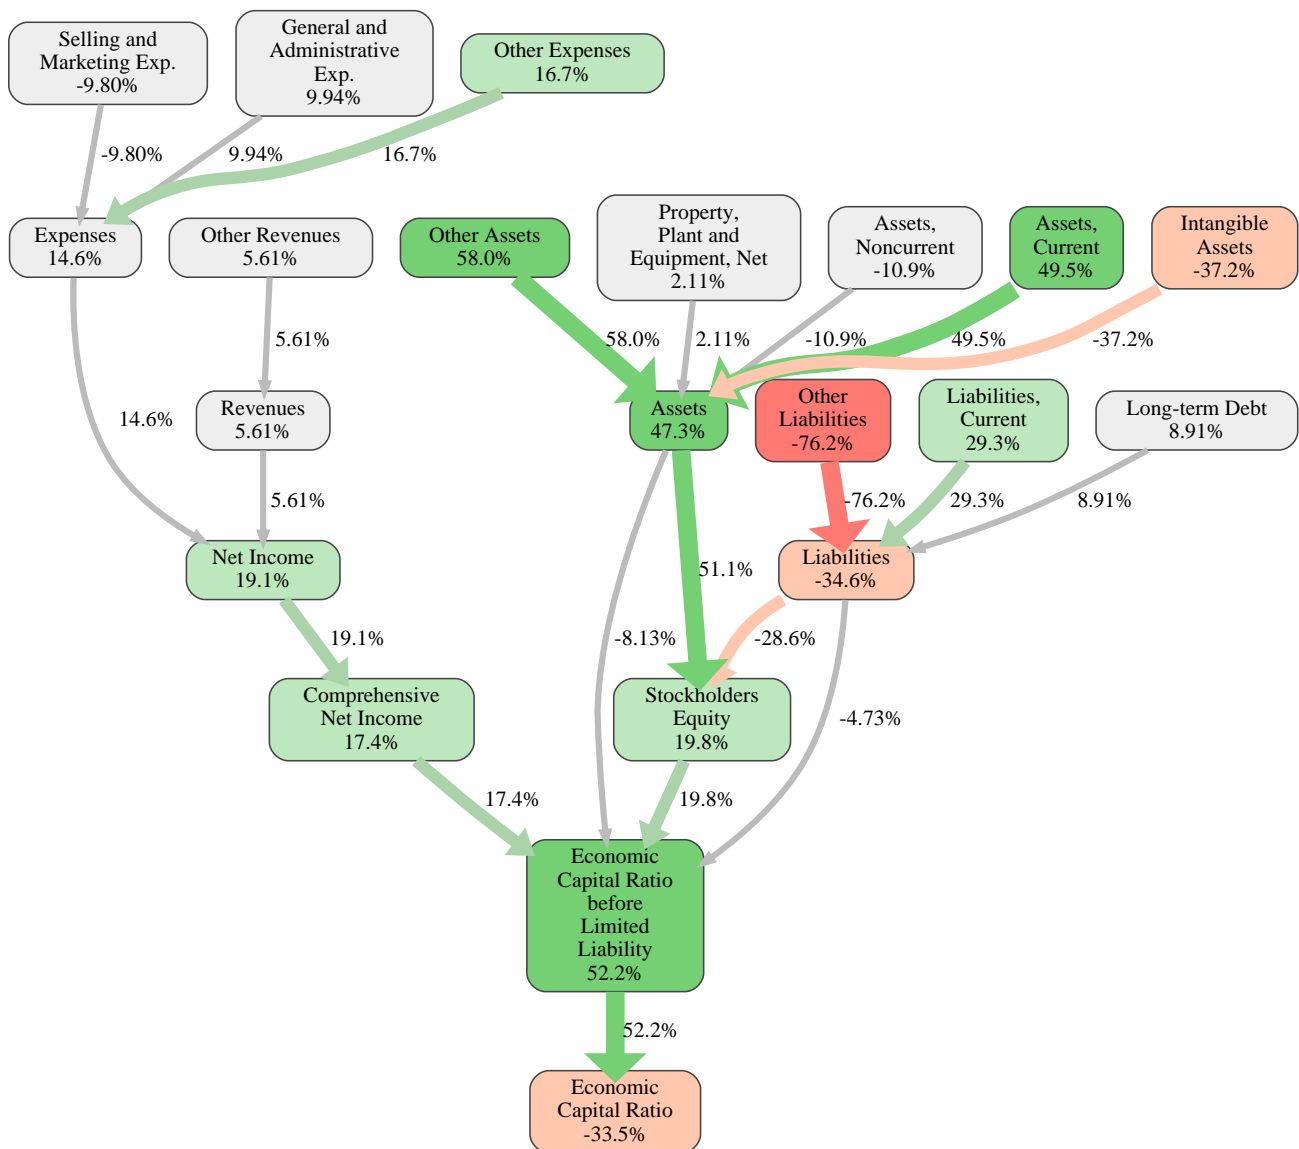 Selling and
Marketing Exp.
-9.80%
General and
Administrative
Exp.
9.94%
Other Expenses
16.7%
-9.80%
9.94%
16.7%
Expenses
14.6%
Other Revenues
5.61%
Other Assets
58.0%
Property,
Plant and
Equipment, Net
2.11%
Assets,
Noncurrent
-10.9%
Assets,
Current
49.5%
Intangible
Assets
-37.2%
5.61%
58.0%
2.11%
-10.9%
49.5%
-37.2%
14.6%
Revenues
5.61%
Assets
47.3%
Other
Liabilities
-76.2%
Liabilities,
Current
29.3%
Long-term Debt
8.91%
5.61%
-76.2%
29.3%
8.91%
Net Income
19.1%
51.1%
Liabilities
-34.6%
19.1%
-8.13%
-28.6%
Comprehensive
Net Income
17.4%
Stockholders
Equity
19.8%
-4.73%
17.4%
19.8%
Economic
Capital Ratio
before
Limited
Liability
52.2%
52.2%
Economic
Capital Ratio
-33.5%